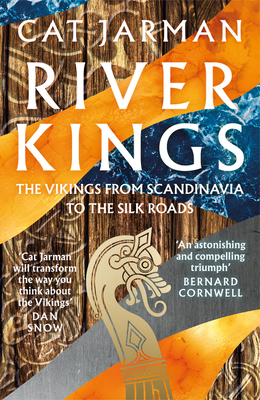 CAT JARMAN
RIVER
KINGS
THE VIKINGS FROM SCANDINAVIA
TO THE SILK ROADS
'An astonishing
and compelling
triumph'
BERNARD
CORNWELL
'Cat Jarman
will transform
the way you
think about
the Vikings'
DAN
SNOW